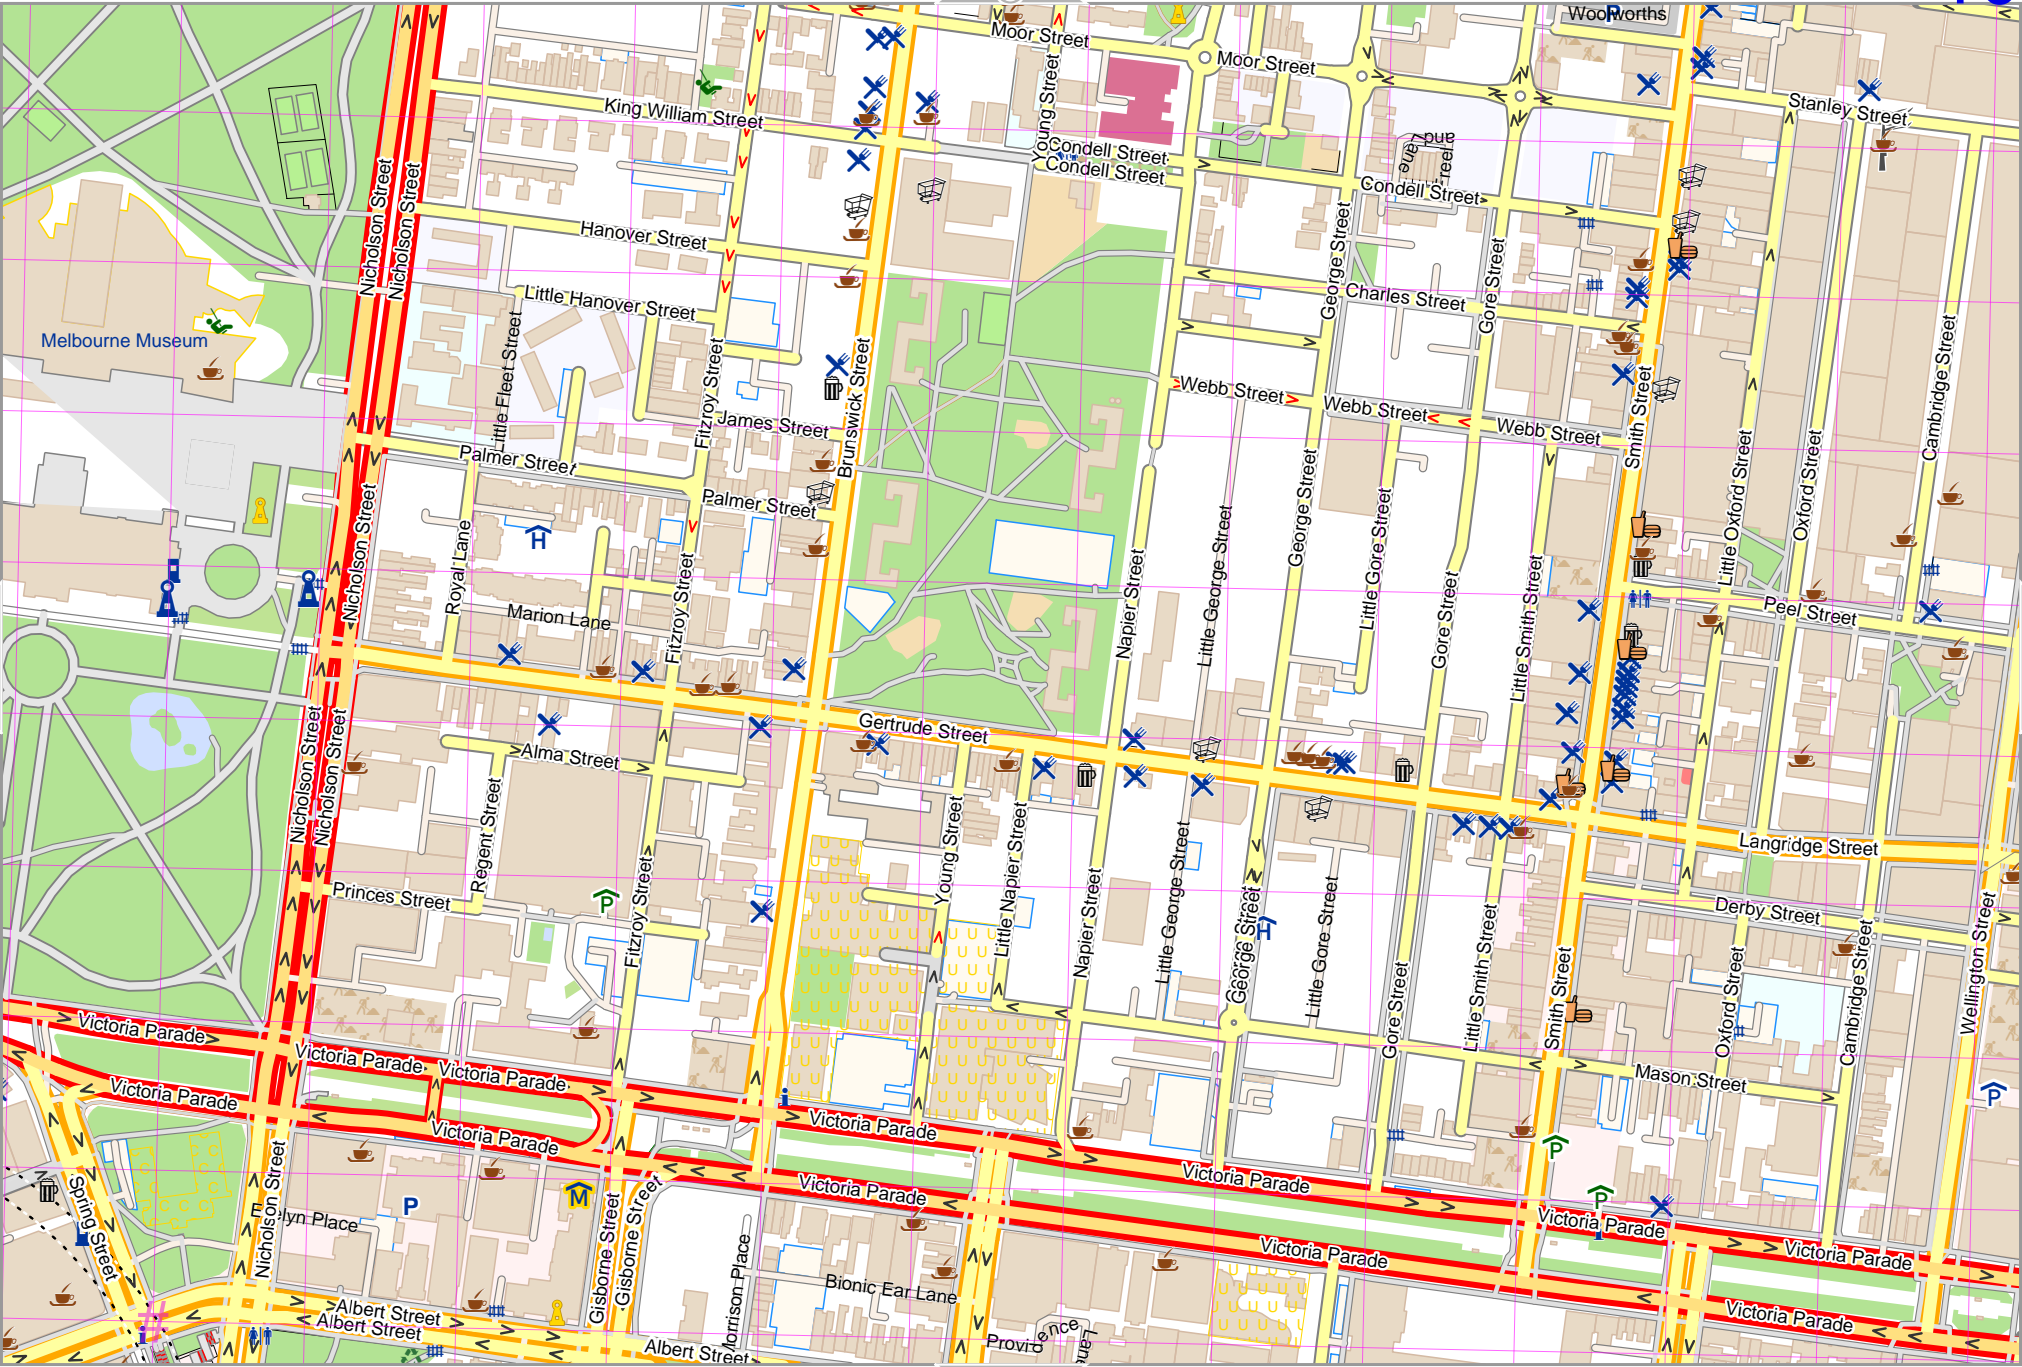 Woolworths
P
Moor Street
Moor Street
King William Street
Young Street
Stanley Street
Condell Street
Condell Street
Condell Street
Nicholson Street
Nicholson Street
Hanover Street
George Street
Gore Street
Little Hanover Street
Charles Street
Melbourne Museum
Little Fleet Street
Fitzroy Street
Brunswick Street
Cambridge Street
Webb Street
Webb Street
Webb Street
Smith Street
James Street
Palmer Street
Palmer Street
Little Oxford Street
Oxford Street
Nicholson Street
Royal Lane
H
George Street
Little Gore Street
Little George Street
Napier Street
Gore Street
Little Smith Street
Marion Lane
Fitzroy Street
Peel Street
Gertrude Street
Nicholson Street
Nicholson Street
Alma Street
Regent Street
Young Street
Little Napier Street
Little George Street
Langridge Street
Princes Street
P
Fitzroy Street
Napier Street
George Street
George Street
H
Little Gore Street
Little Smith Street
Gore Street
Smith Street
Derby Street
Oxford Street
Cambridge Street
Wellington Street
Victoria Parade
Victoria Parade
Victoria Parade
Victoria Parade
Victoria Parade
Victoria Parade
Mason Street
P
P
P
Victoria Parade
Victoria Parade
Victoria Parade
Victoria Parade
Victoria Parade
Victoria Parade
Victoria Parade
Spring Street
Nicholson Street
P
M
Gisborne Street
Gisborne Street
Morrison Place
Bionic Ear Lane
Albert Street
Albert Street
Albert Street
Providence
Lane